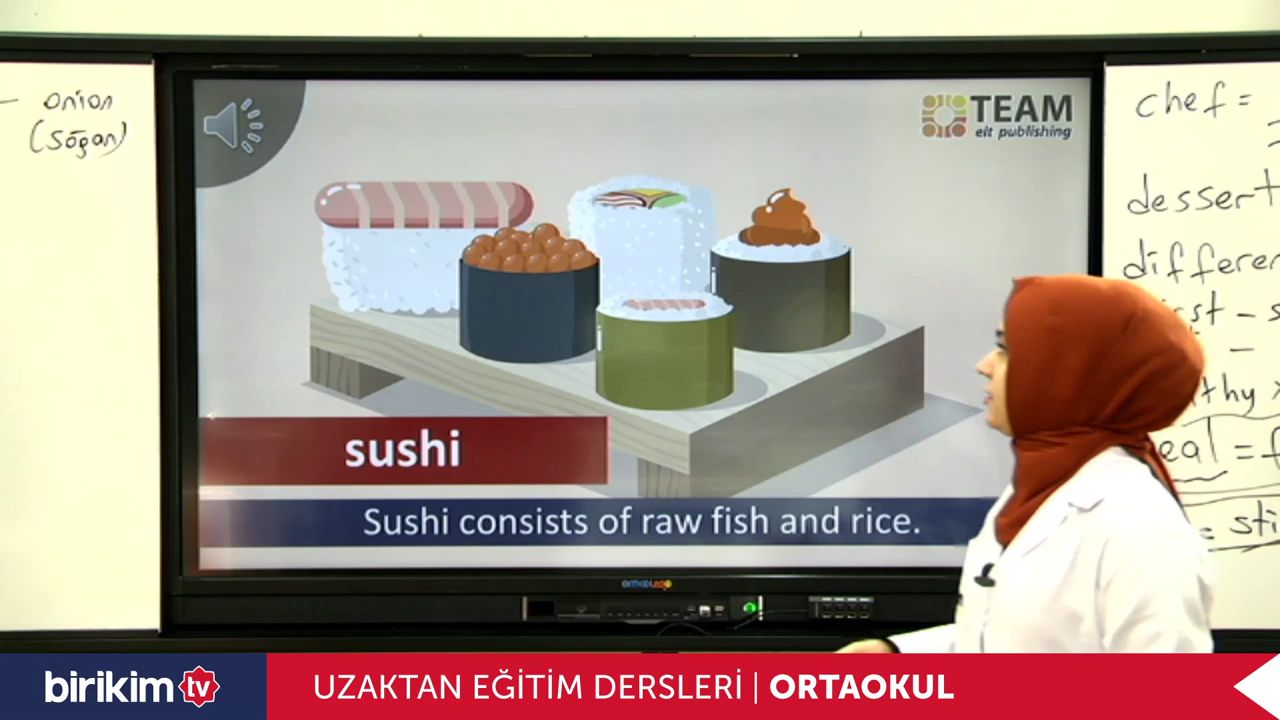 onion
(soğan)
TEAM
elt publishing
sushi
Sushi consists of raw fish and rice.
chef =
dessert
birikim tv
UZAKTAN EĞİTİM DERSLERİ | ORTAOKUL